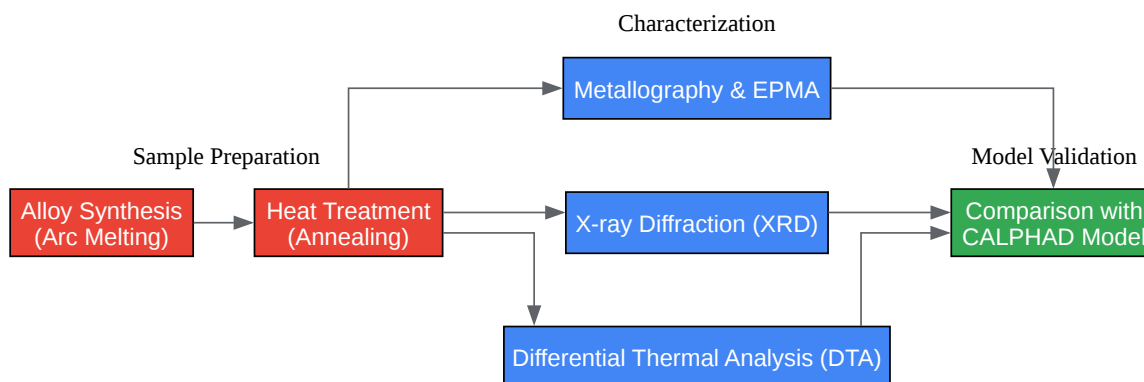 Characterization
Metallography & EPMA
Sample Preparation
Model Validation
Alloy Synthesis
(Arc Melting)
Heat Treatment
(Annealing)
X-ray Diffraction (XRD)
Comparison with
CALPHAD Model
Differential Thermal Analysis (DTA)